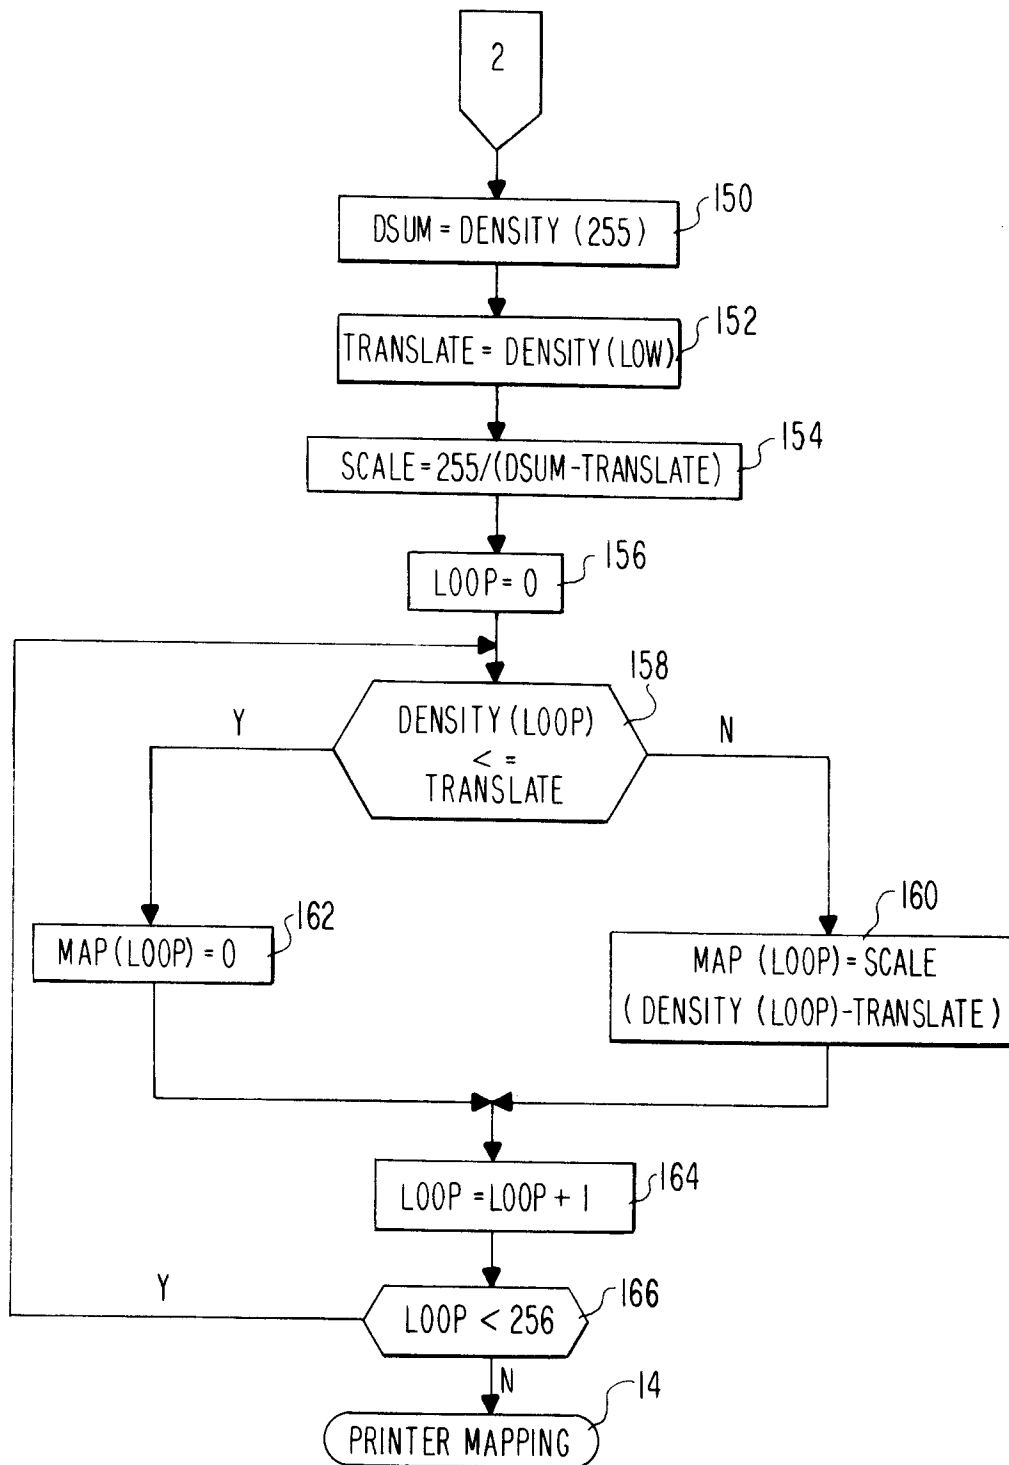 2
150
DSUM = DENSITY (255)
152
TRANSLATE = DENSITY(LOW)
154
SCALE = 255/(DSUM-TRANSLATE)
156
LOOP = 0
158
Y
DENSITY(LOOP)
N
< =
TRANSLATE
162
MAP(LOOP) = 0
160
MAP (LOOP) = SCALE
(DENSITY (LOOP)-TRANSLATE)
164
LOOP = LOOP + 1
Y
166
LOOP < 256
N
14
PRINTER MAPPING